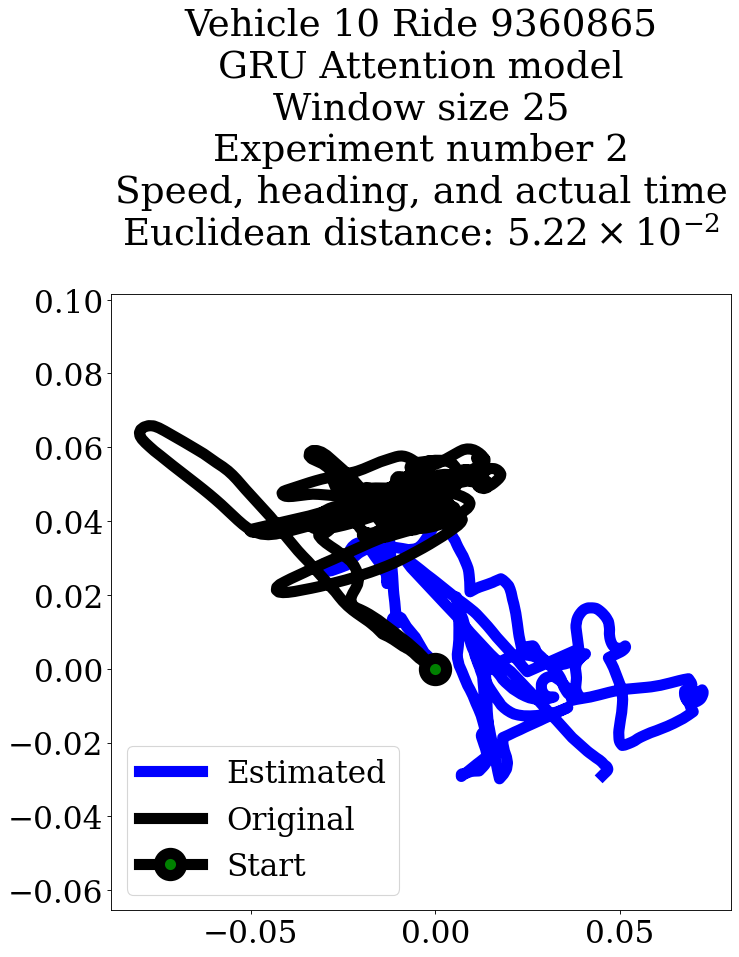 Vehicle 10 Ride 9360865
GRU Attention model
Window size 25
Experiment number 2
Speed, heading, and actual time
Euclidean distance: 5.22 × 10⁻²
0.10
0.08
0.06
0.04
0.02
0.00
−0.02
−0.04
−0.06
Estimated
Original
Start
−0.05
0.00
0.05